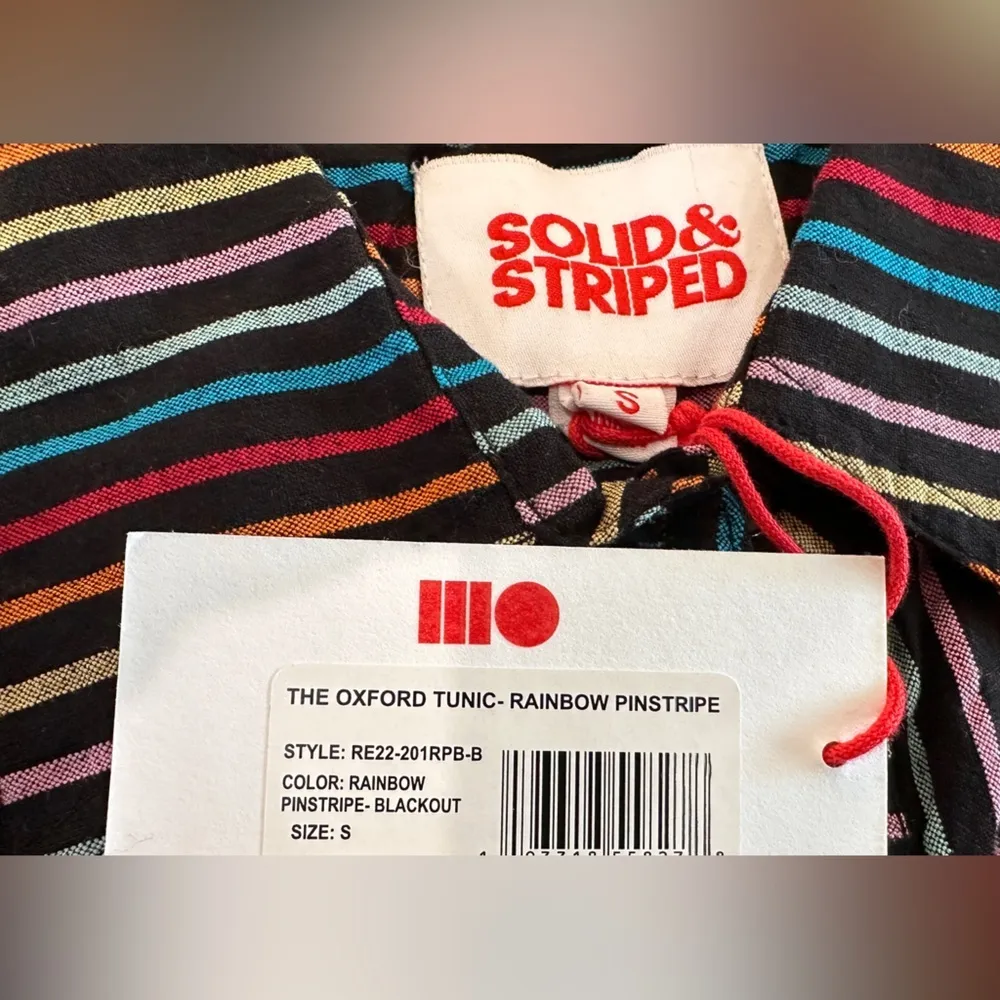 SOLID&
STRIPED
S
THE OXFORD TUNIC- RAINBOW PINSTRIPE
STYLE: RE22-201RPB-B
COLOR: RAINBOW
PINSTRIPE- BLACKOUT
SIZE: S